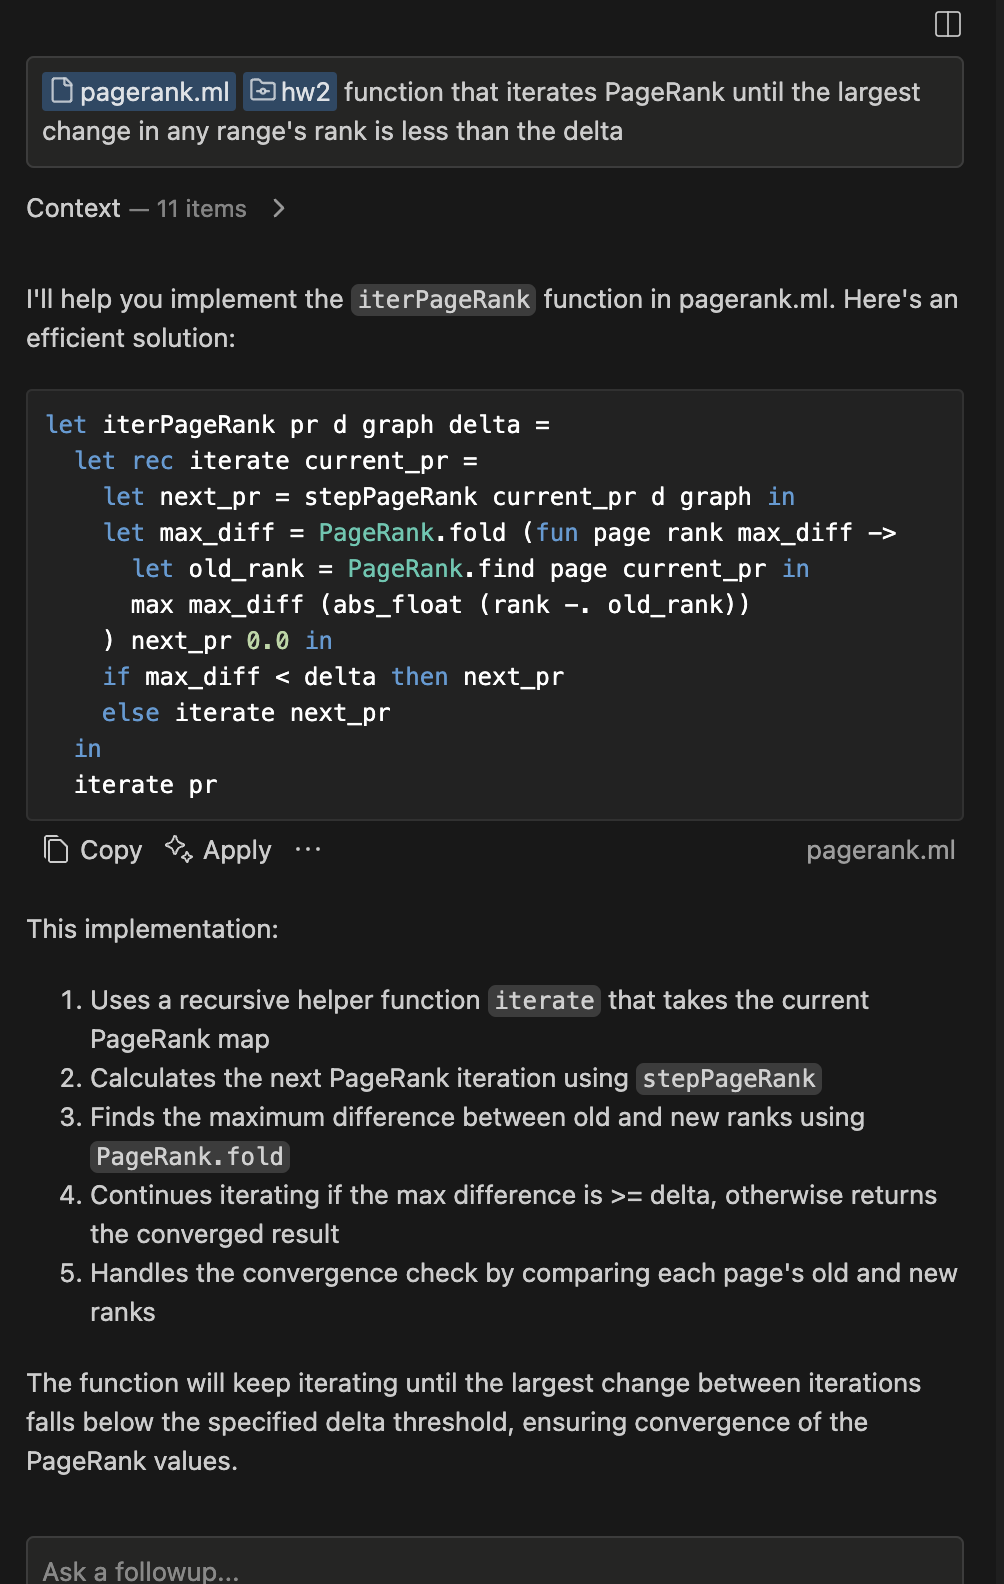 pagerank.ml hw2 function that iterates PageRank until the largest
change in any range's rank is less than the delta
Context — 11 items
I'll help you implement the iterPageRank function in pagerank.ml. Here's an
efficient solution:
let iterPageRank pr d graph delta =
  let rec iterate current_pr =
    let next_pr = stepPageRank current_pr d graph in
    let max_diff = PageRank.fold (fun page rank max_diff ->
      let old_rank = PageRank.find page current_pr in
      max max_diff (abs_float (rank -. old_rank))
    ) next_pr 0.0 in
    if max_diff < delta then next_pr
    else iterate next_pr
  in
  iterate pr
Copy Apply ... pagerank.ml
This implementation:
1. Uses a recursive helper function iterate that takes the current
PageRank map
2. Calculates the next PageRank iteration using stepPageRank
3. Finds the maximum difference between old and new ranks using
PageRank.fold
4. Continues iterating if the max difference is >= delta, otherwise returns
the converged result
5. Handles the convergence check by comparing each page's old and new
ranks
The function will keep iterating until the largest change between iterations
falls below the specified delta threshold, ensuring convergence of the
PageRank values.
Ask a followup...